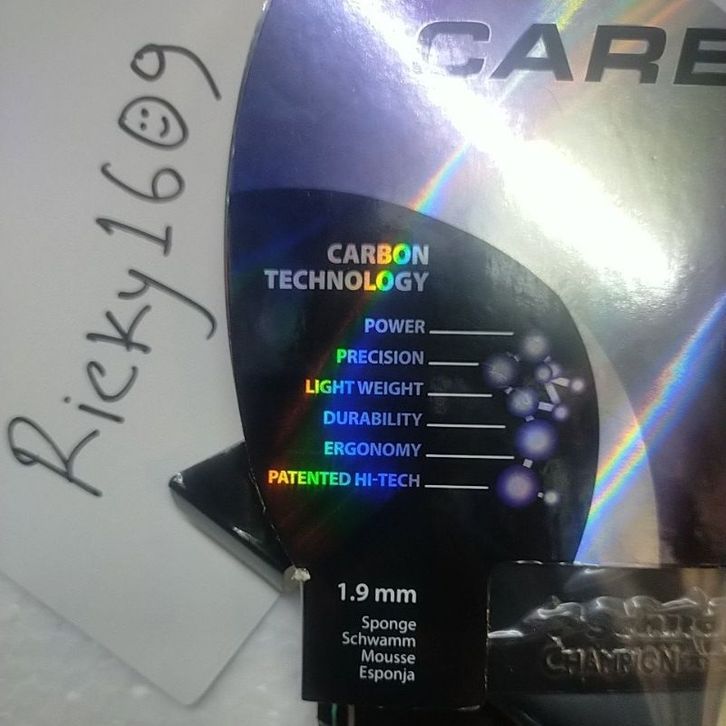 Ricky1609
CARB
CARBON
TECHNOLOGY
POWER
PRECISION
LIGHT WEIGHT
DURABILITY
ERGONOMY
PATENTED HI-TECH
1.9 mm
Sponge
Schwamm
Mousse
Esponja
CHAMPION